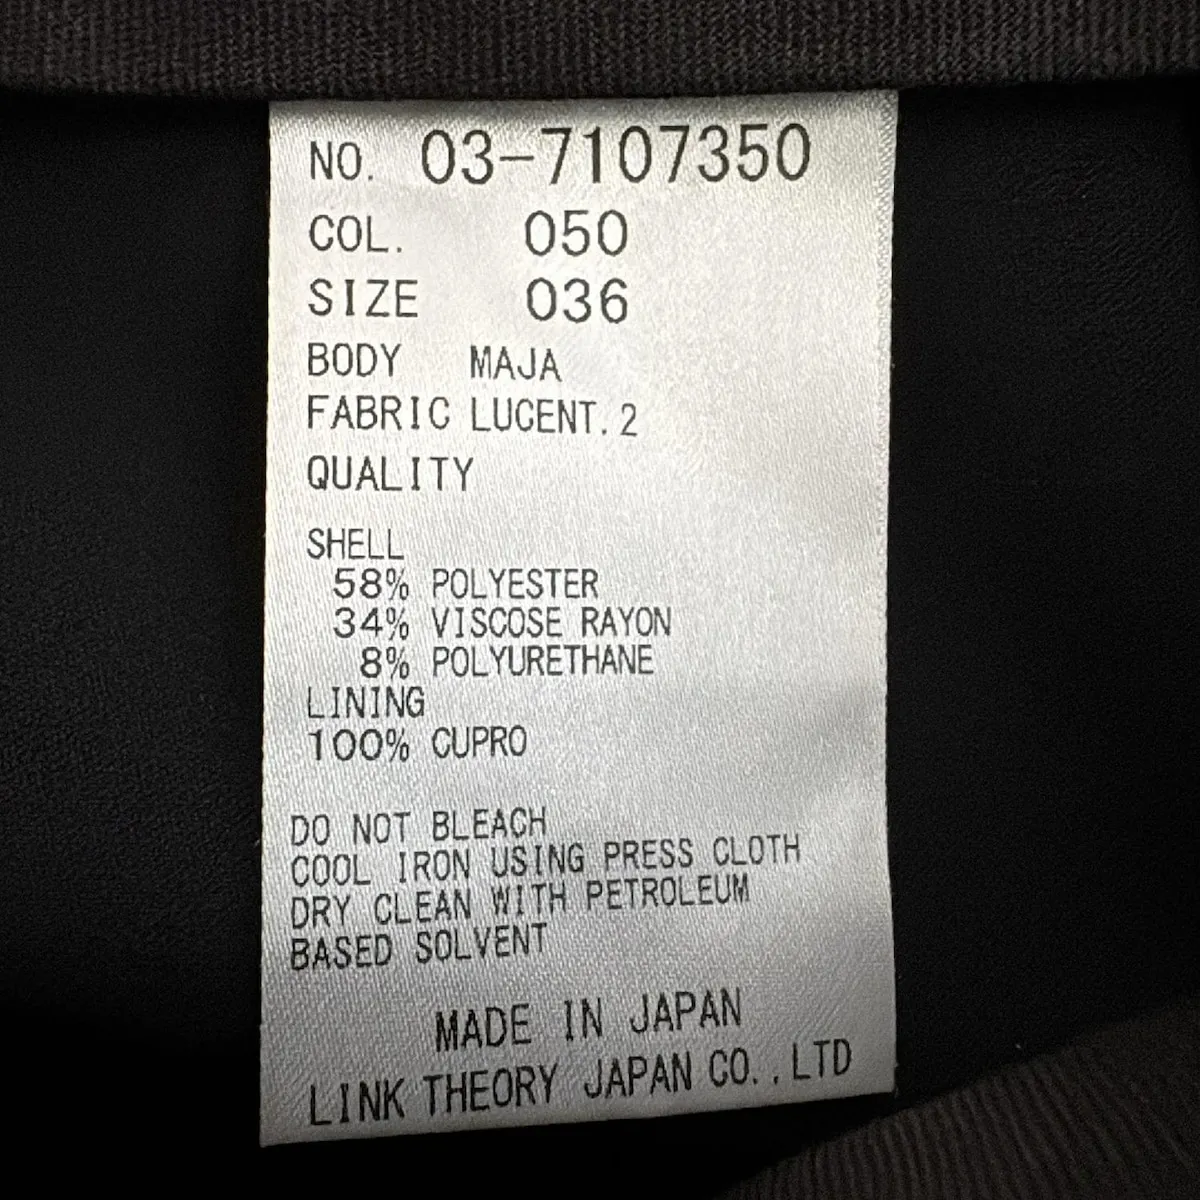 NO. 03-7107350
COL. 050
SIZE 036
BODY MAJA
FABRIC LUCENT.2
QUALITY
SHELL
58% POLYESTER
34% VISCOSE RAYON
8% POLYURETHANE
LINING
100% CUPRO
DO NOT BLEACH
COOL IRON USING PRESS CLOTH
DRY CLEAN WITH PETROLEUM
BASED SOLVENT
MADE IN JAPAN
LINK THEORY JAPAN CO.,LTD